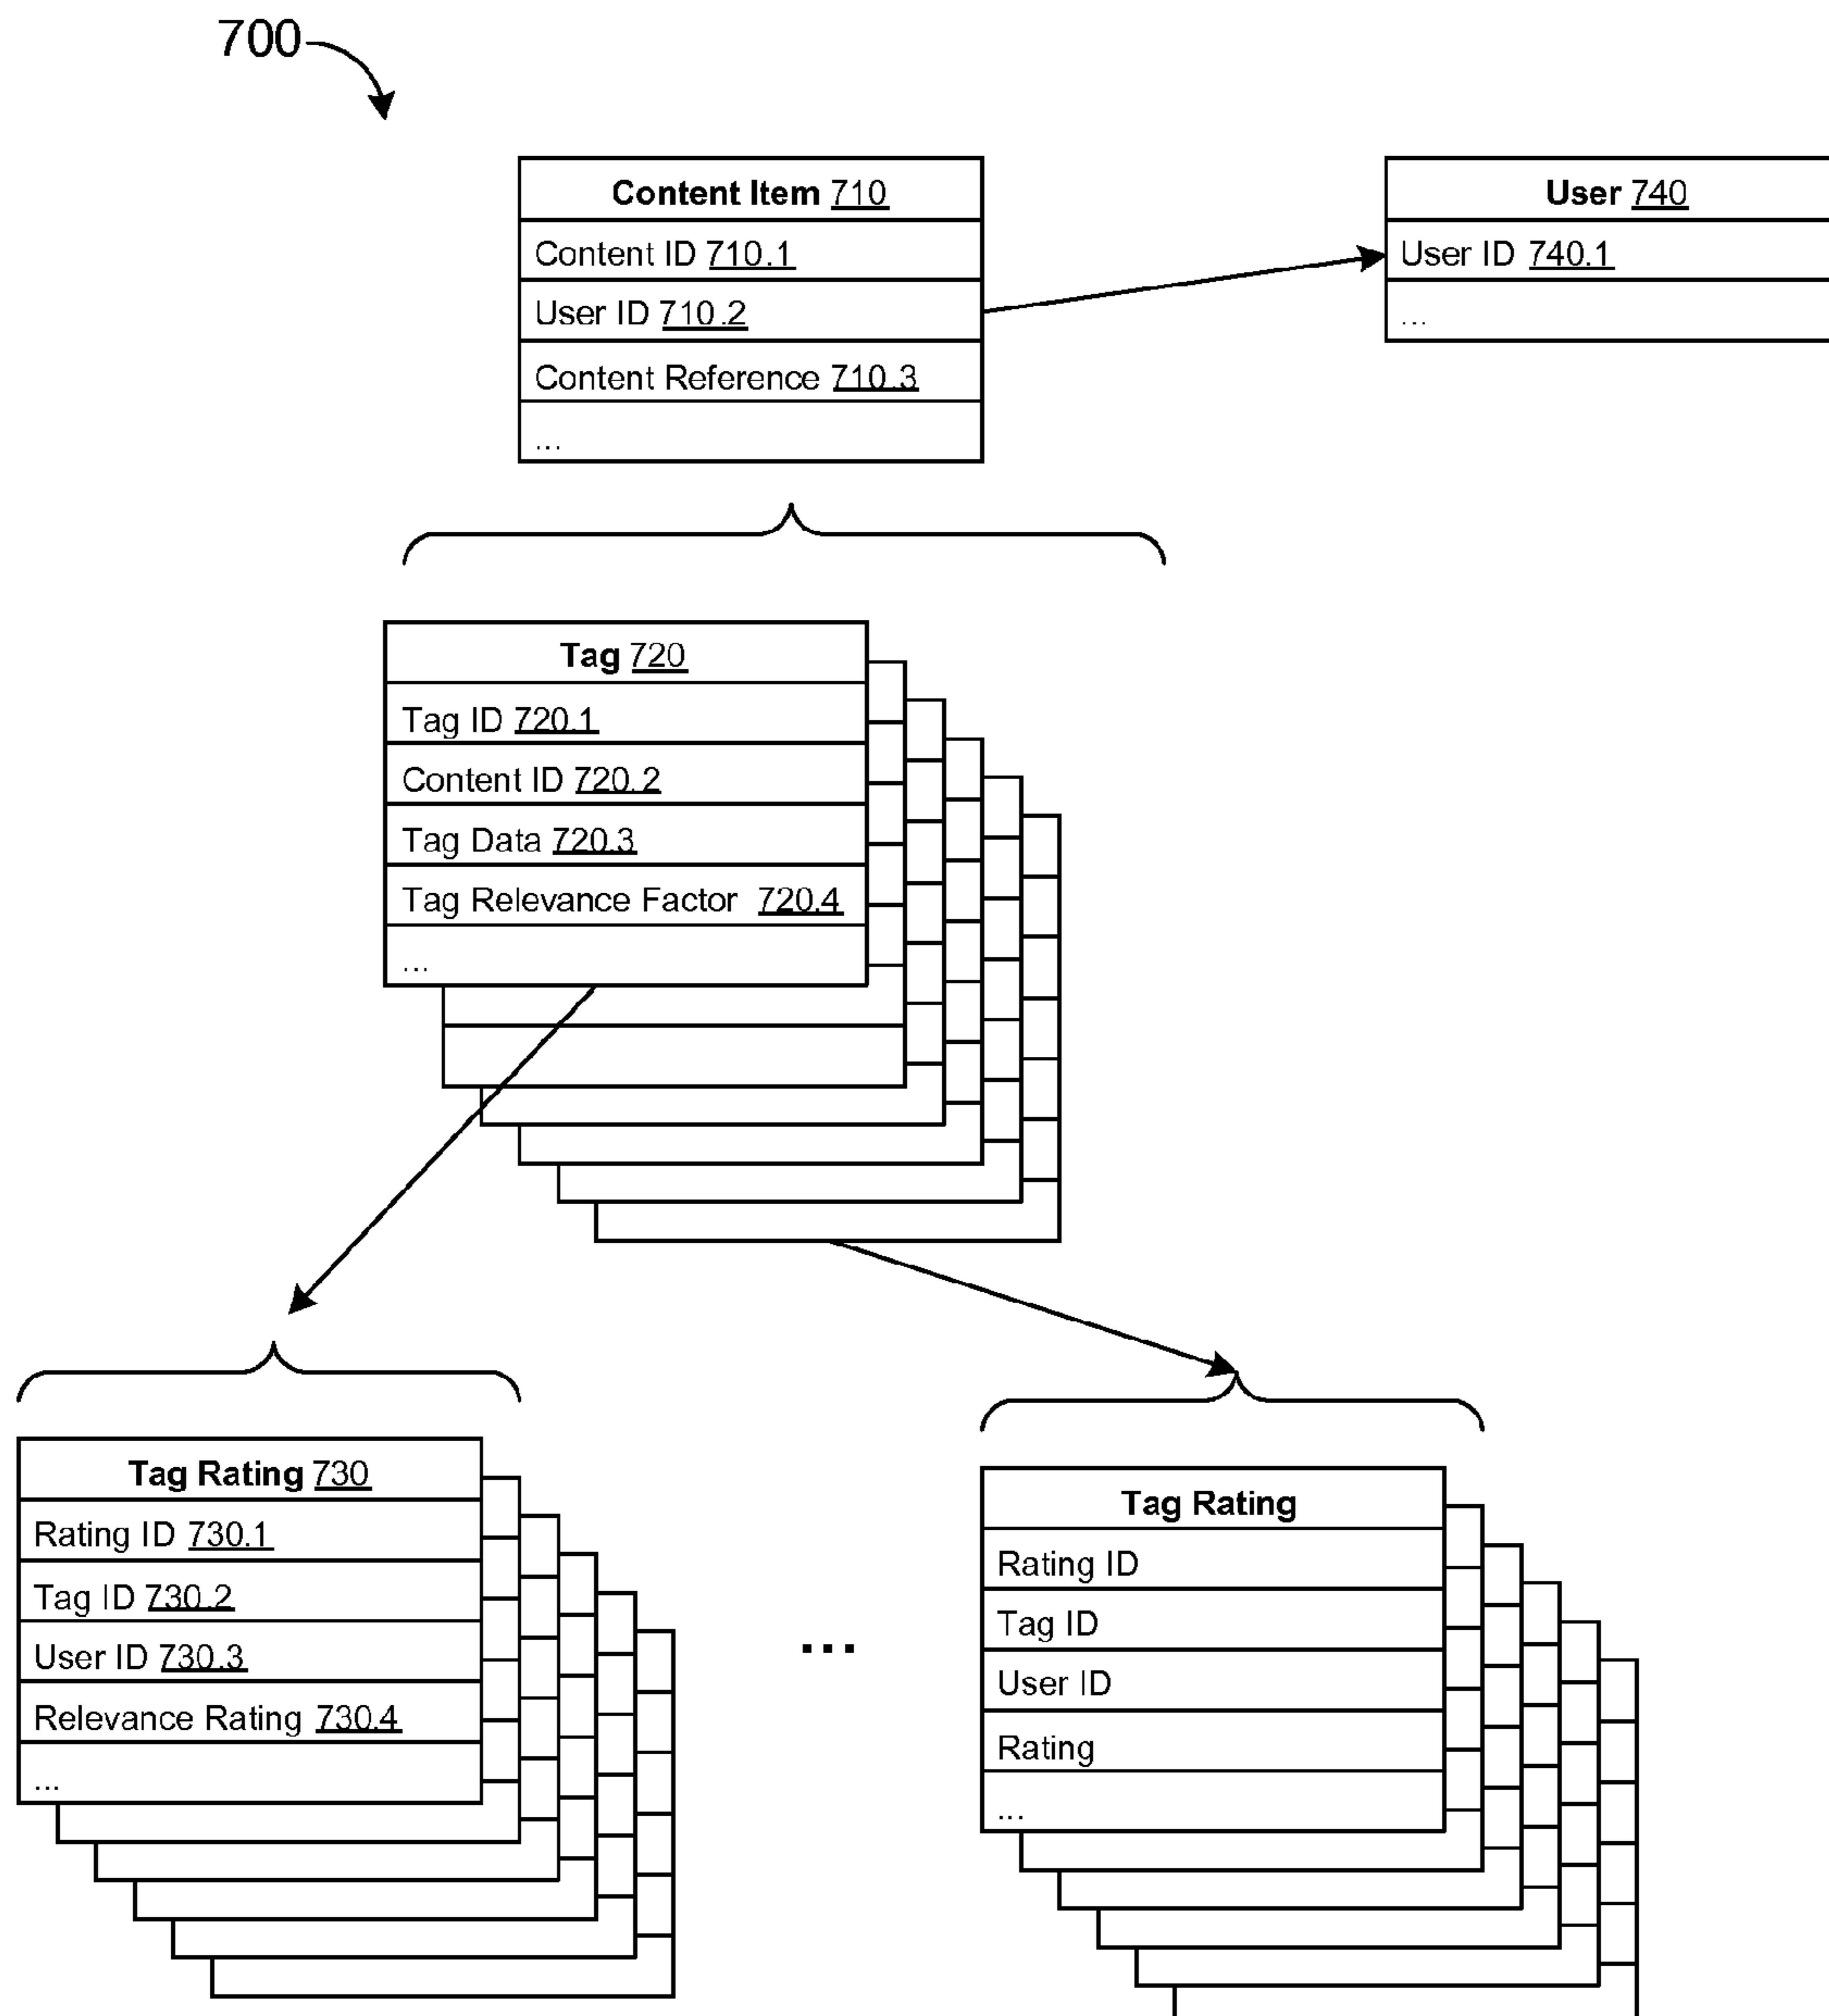 700
Content Item 710
Content ID 710.1
User ID 710.2
Content Reference 710.3
...
User 740
User ID 740.1
...
Tag 720
Tag ID 720.1
Content ID 720.2
Tag Data 720.3
Tag Relevance Factor 720.4
...
Tag Rating 730
Rating ID 730.1
Tag ID 730.2
User ID 730.3
Relevance Rating 730.4
...
...
Tag Rating
Rating ID
Tag ID
User ID
Rating
...